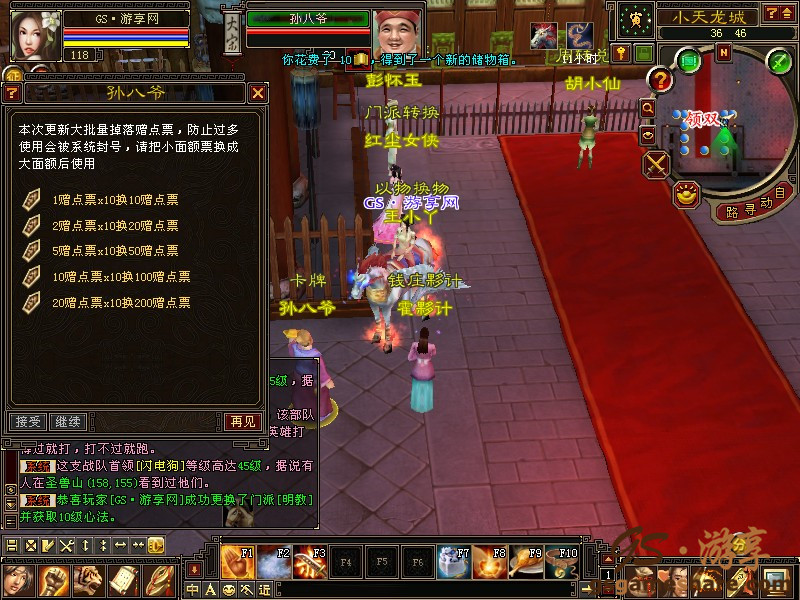 GS·游享网
118
大宋
孙八爷
小天龙城
36 46
N
你花费了 10 ,得到了一个新的储物箱。
彭怀玉
胡小仙
门派转换
红尘女侠
领双
以物换物
GS·游享网
王小丫
自动寻路
孙八爷
本次更新大批量掉落赠点票,防止过多
使用会被系统封号,请把小面额票换成
大面额后使用
1赠点票x10换10赠点票
2赠点票x10换20赠点票
5赠点票x10换50赠点票
10赠点票x10换100赠点票
20赠点票x10换200赠点票
卡牌
孙八爷
钱庄夥计
霍夥计
5级,据
该部队
英雄打
接受 继续 再见
得过就打,打不过就跑。
系统 这支战队首领[闪电狗]等级高达45级,据说有
人在圣兽山(158,155)看到过他们。
系统 恭喜玩家[GS·游享网]成功更换了门派[明教]
并获取10级心法。
F1 F2 F3 F4 F5 F6 F7 F8 F9 F10
中 A 近
1
GS·游享